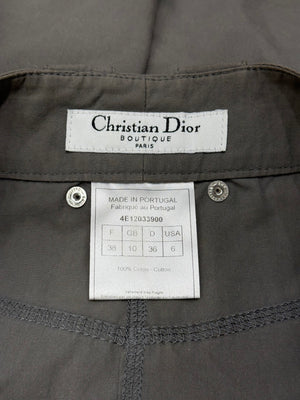 Christian Dior
BOUTIQUE
PARIS
MADE IN PORTUGAL
Fabriqué au Portugal
4E12033900
F GB D USA
38 10 36 6
100% Coton - Cotton